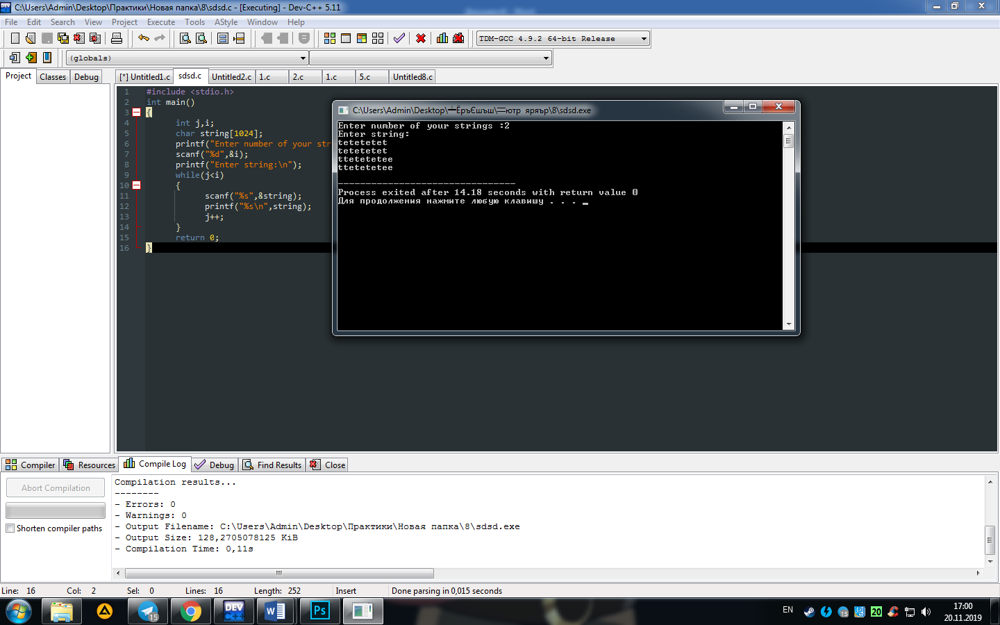 C:\Users\Admin\Desktop\Практики\Новая папка\8\sdsd.c - [Executing] - Dev-C++ 5.11
File Edit Search View Project Execute Tools AStyle Window Help
TDM-GCC 4.9.2 64-bit Release
(globals)
Project Classes Debug
[*] Untitled1.c sdsd.c Untitled2.c 1.c 2.c 1.c 5.c Untitled8.c
1 #include <stdio.h>
2 int main()
3 {
4 int j,i;
5 char string[1024];
6 printf("Enter number of your str
7 scanf("%d",&i);
8 printf("Enter string:\n");
9 while(j<i)
10 {
11 scanf("%s",&string);
12 printf("%s\n",string);
13 j++;
14 }
15 return 0;
16 }
C:\Users\Admin\Desktop\╧ЁръЄшъш\═ютр  яряър\8\sdsd.exe
Enter number of your strings :2
Enter string:
tetetetet
tetetetet
ttetetetee
ttetetetee
--------------------------------
Process exited after 14.18 seconds with return value 0
Для продолжения нажмите любую клавишу . . .
Compiler Resources Compile Log Debug Find Results Close
Abort Compilation
Shorten compiler paths
Compilation results...
--------
- Errors: 0
- Warnings: 0
- Output Filename: C:\Users\Admin\Desktop\Практики\Новая папка\8\sdsd.exe
- Output Size: 128,2705078125 KiB
- Compilation Time: 0,11s
Line: 16 Col: 2 Sel: 0 Lines: 16 Length: 252 Insert Done parsing in 0,015 seconds
DEV C++
15
W
Ps
EN
15
20
17:00
20.11.2019